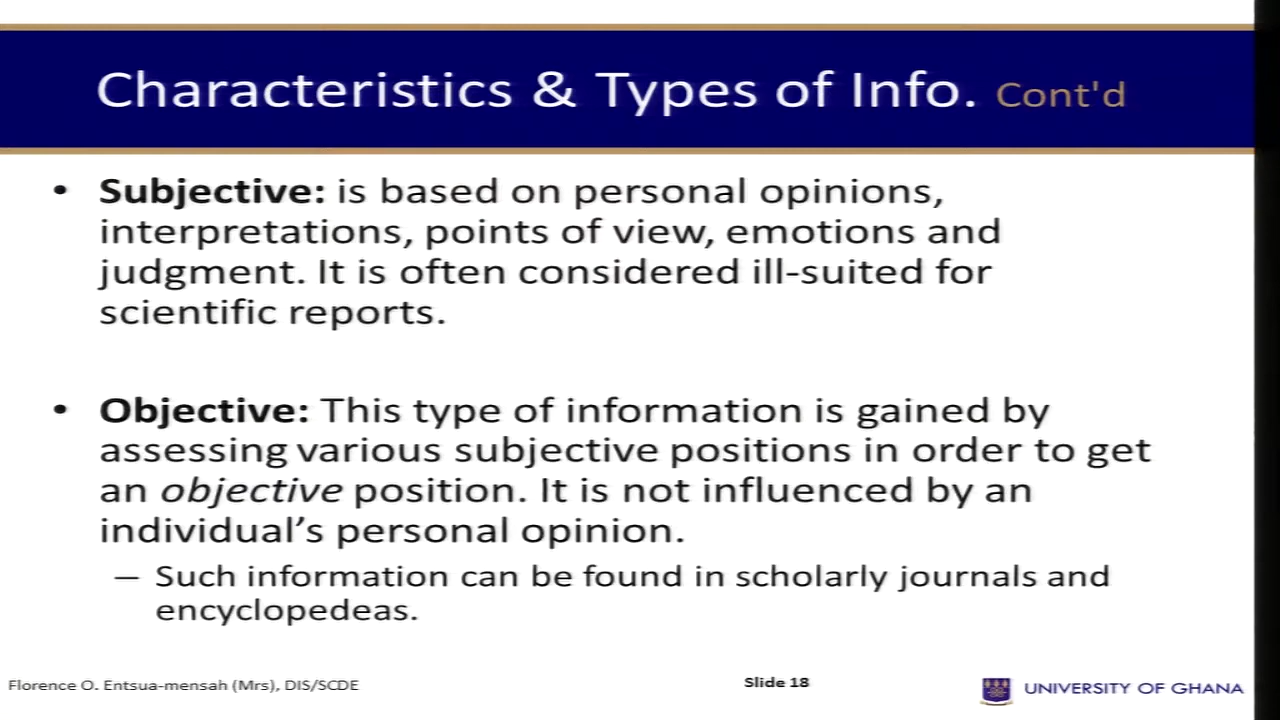 Characteristics & Types of Info. Cont'd
• Subjective: is based on personal opinions,
interpretations, points of view, emotions and
judgment. It is often considered ill-suited for
scientific reports.
• Objective: This type of information is gained by
assessing various subjective positions in order to get
an objective position. It is not influenced by an
individual’s personal opinion.
– Such information can be found in scholarly journals and
encyclopedeas.
Florence O. Entsua-mensah (Mrs), DIS/SCDE
Slide 18
UNIVERSITY OF GHANA